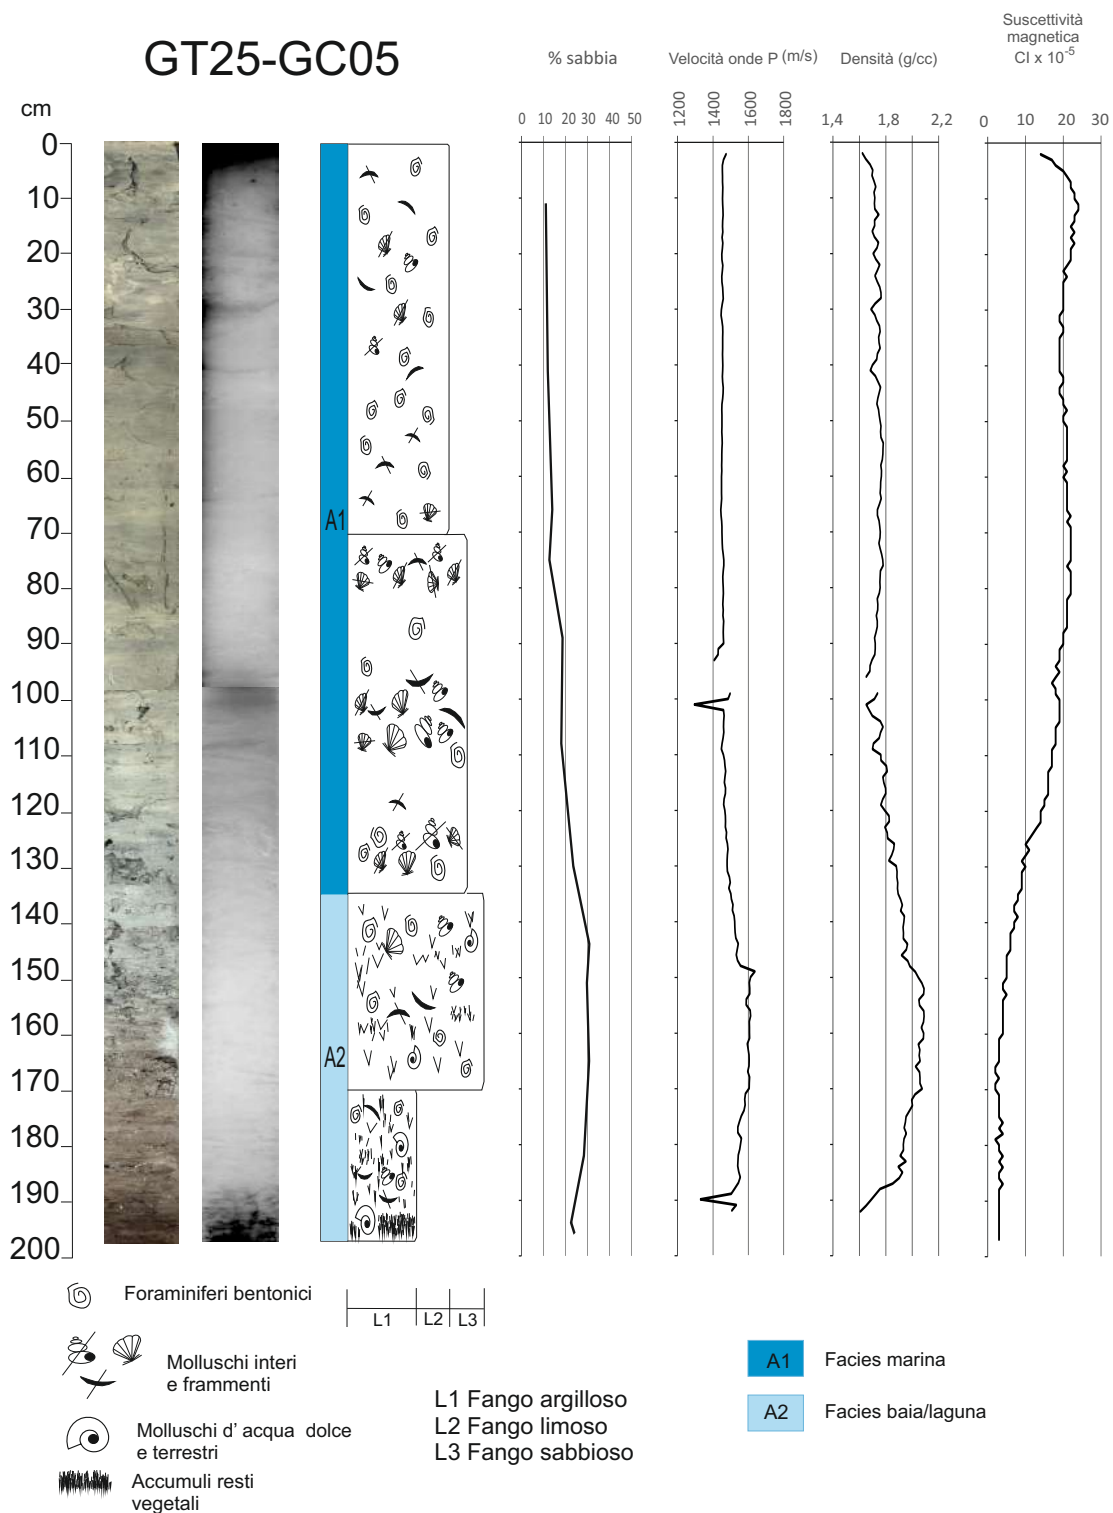 GT25-GC05
% sabbia
Velocità onde P (m/s)
Densità (g/cc)
Suscettività
magnetica
CI x 10⁻⁵
cm
0 10 20 30 40 50
1200 1400 1600 1800
1,4 1,8 2,2
0 10 20 30
0
10
20
30
40
50
60
70
80
90
100
110
120
130
140
150
160
170
180
190
200
A1
A2
L1 L2 L3
Foraminiferi bentonici
Molluschi interi
e frammenti
Molluschi d' acqua dolce
e terrestri
Accumuli resti
vegetali
L1 Fango argilloso
L2 Fango limoso
L3 Fango sabbioso
A1 Facies marina
A2 Facies baia/laguna